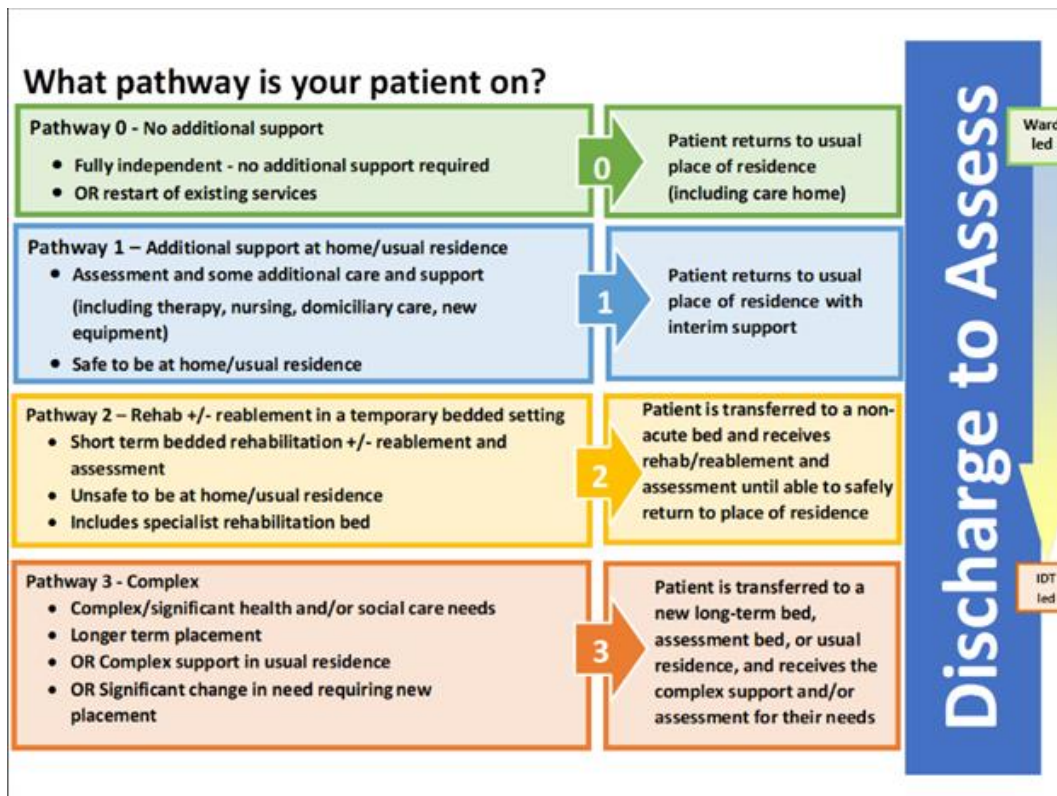 What pathway is your patient on?
Pathway 0 - No additional support
• Fully independent - no additional support required
• OR restart of existing services
0
Patient returns to usual
place of residence
(including care home)
Pathway 1 – Additional support at home/usual residence
• Assessment and some additional care and support
(including therapy, nursing, domiciliary care, new
equipment)
• Safe to be at home/usual residence
1
Patient returns to usual
place of residence with
interim support
Pathway 2 – Rehab +/- reablement in a temporary bedded setting
• Short term bedded rehabilitation +/- reablement and
assessment
• Unsafe to be at home/usual residence
• Includes specialist rehabilitation bed
2
Patient is transferred to a non-
acute bed and receives
rehab/reablement and
assessment until able to safely
return to place of residence
Pathway 3 - Complex
• Complex/significant health and/or social care needs
• Longer term placement
• OR Complex support in usual residence
• OR Significant change in need requiring new
placement
3
Patient is transferred to a
new long-term bed,
assessment bed, or usual
residence, and receives the
complex support and/or
assessment for their needs
Discharge to Assess
Ward
led
IDT
led